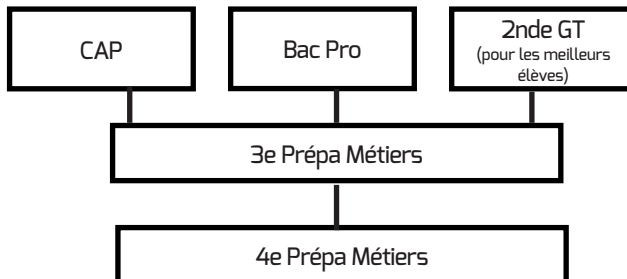 CAP
Bac Pro
2nde GT
(pour les meilleurs
élèves)
3e Prépa Métiers
4e Prépa Métiers